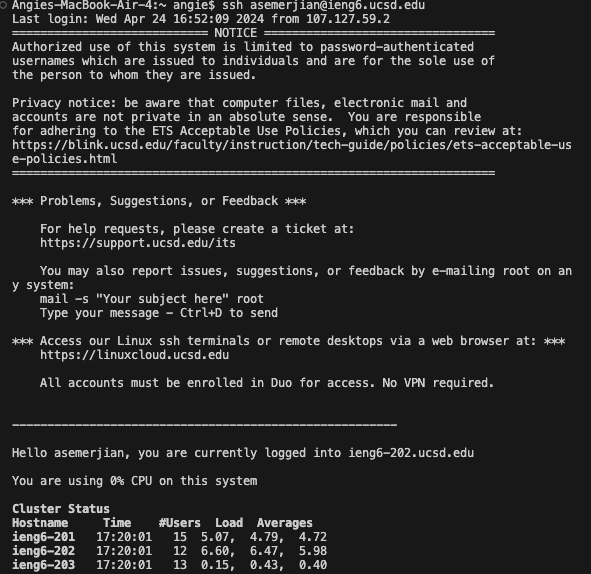 Angies-MacBook-Air-4:~ angie$ ssh asemerjian@ieng6.ucsd.edu
Last login: Wed Apr 24 16:52:09 2024 from 107.127.59.2
============================ NOTICE =================================
Authorized use of this system is limited to password-authenticated
usernames which are issued to individuals and are for the sole use of
the person to whom they are issued.

Privacy notice: be aware that computer files, electronic mail and
accounts are not private in an absolute sense.  You are responsible
for adhering to the ETS Acceptable Use Policies, which you can review at:
https://blink.ucsd.edu/faculty/instruction/tech-guide/policies/ets-acceptable-us
e-policies.html
=====================================================================

*** Problems, Suggestions, or Feedback ***

    For help requests, please create a ticket at:
    https://support.ucsd.edu/its

    You may also report issues, suggestions, or feedback by e-mailing root on an
y system:
    mail -s "Your subject here" root
    Type your message - Ctrl+D to send

*** Access our Linux ssh terminals or remote desktops via a web browser at: ***
    https://linuxcloud.ucsd.edu

    All accounts must be enrolled in Duo for access. No VPN required.


-------------------------------------------------------

Hello asemerjian, you are currently logged into ieng6-202.ucsd.edu

You are using 0% CPU on this system

Cluster Status
Hostname     Time    #Users  Load  Averages
ieng6-201   17:20:01   15  5.07,  4.79,  4.72
ieng6-202   17:20:01   12  6.60,  6.47,  5.98
ieng6-203   17:20:01   13  0.15,  0.43,  0.40